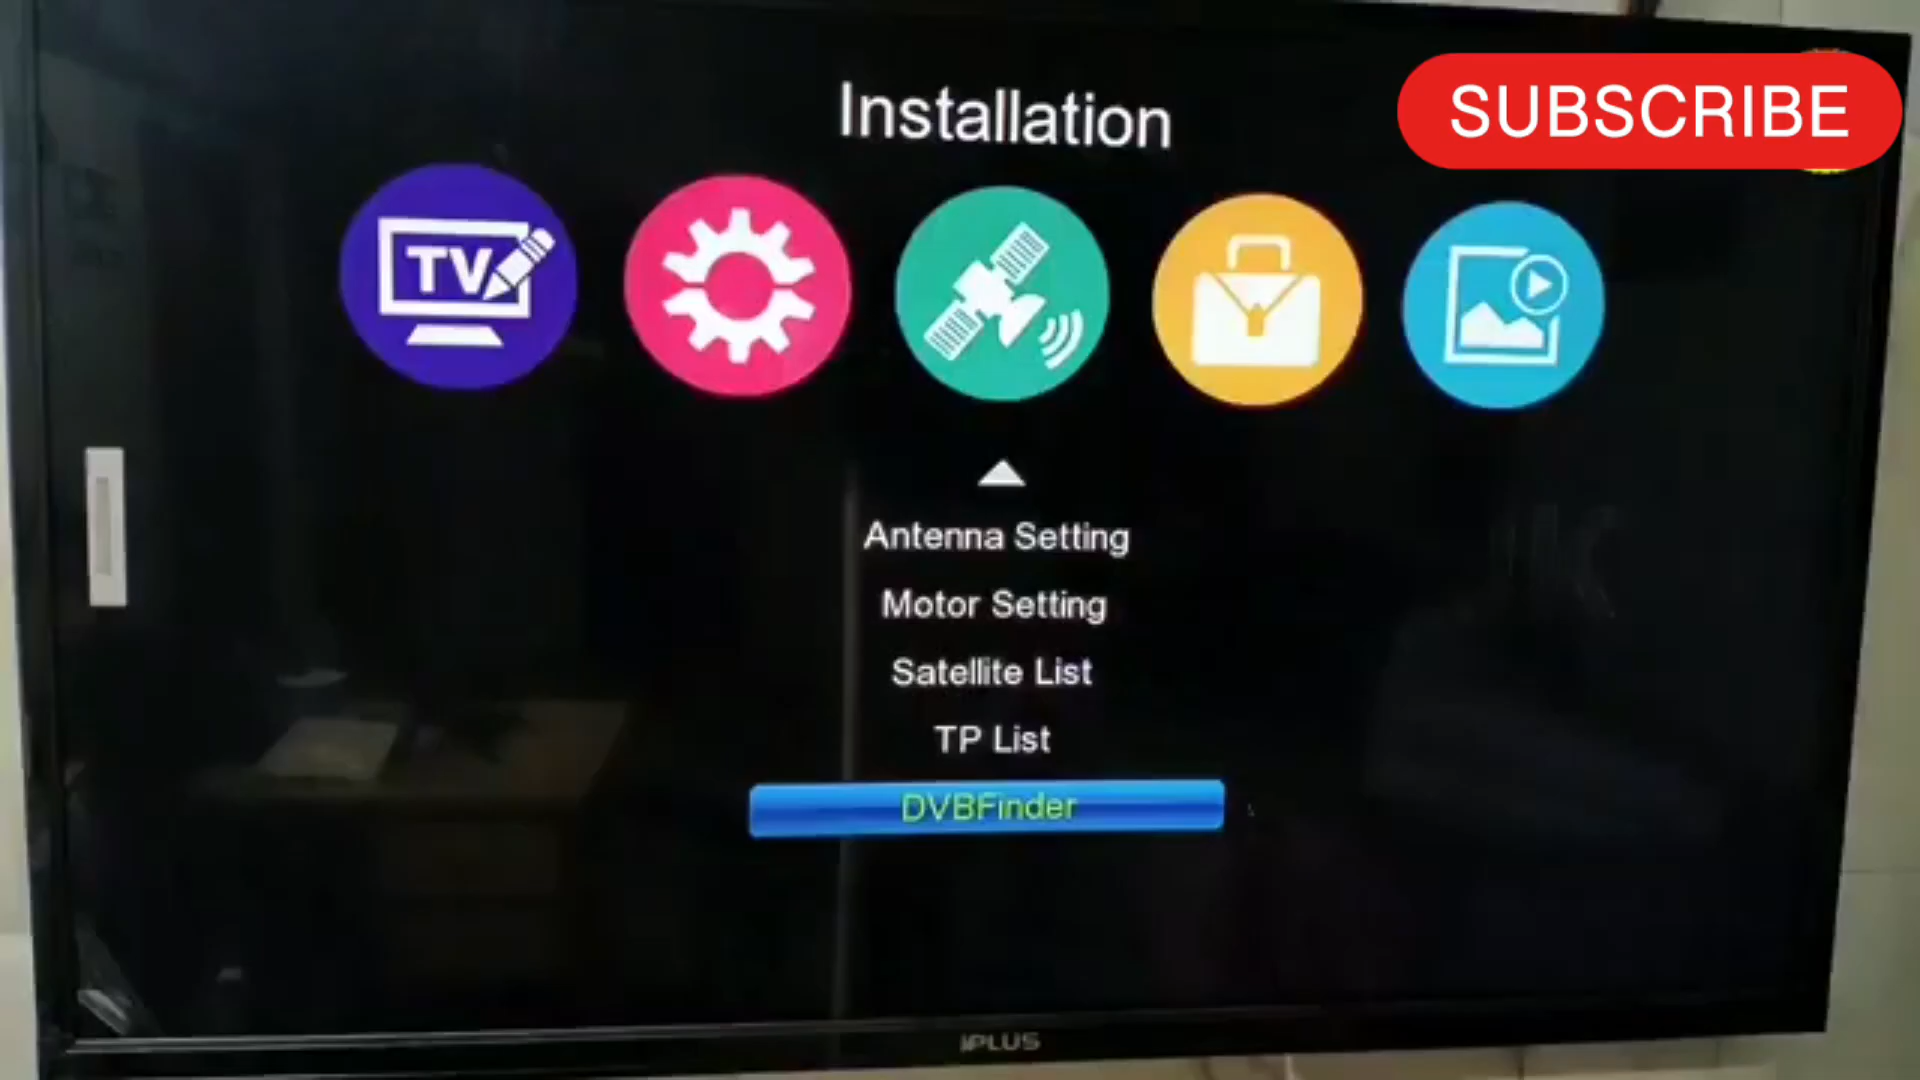 Installation
SUBSCRIBE
TV
Antenna Setting
Motor Setting
Satellite List
TP List
DVBFinder
iPLUS